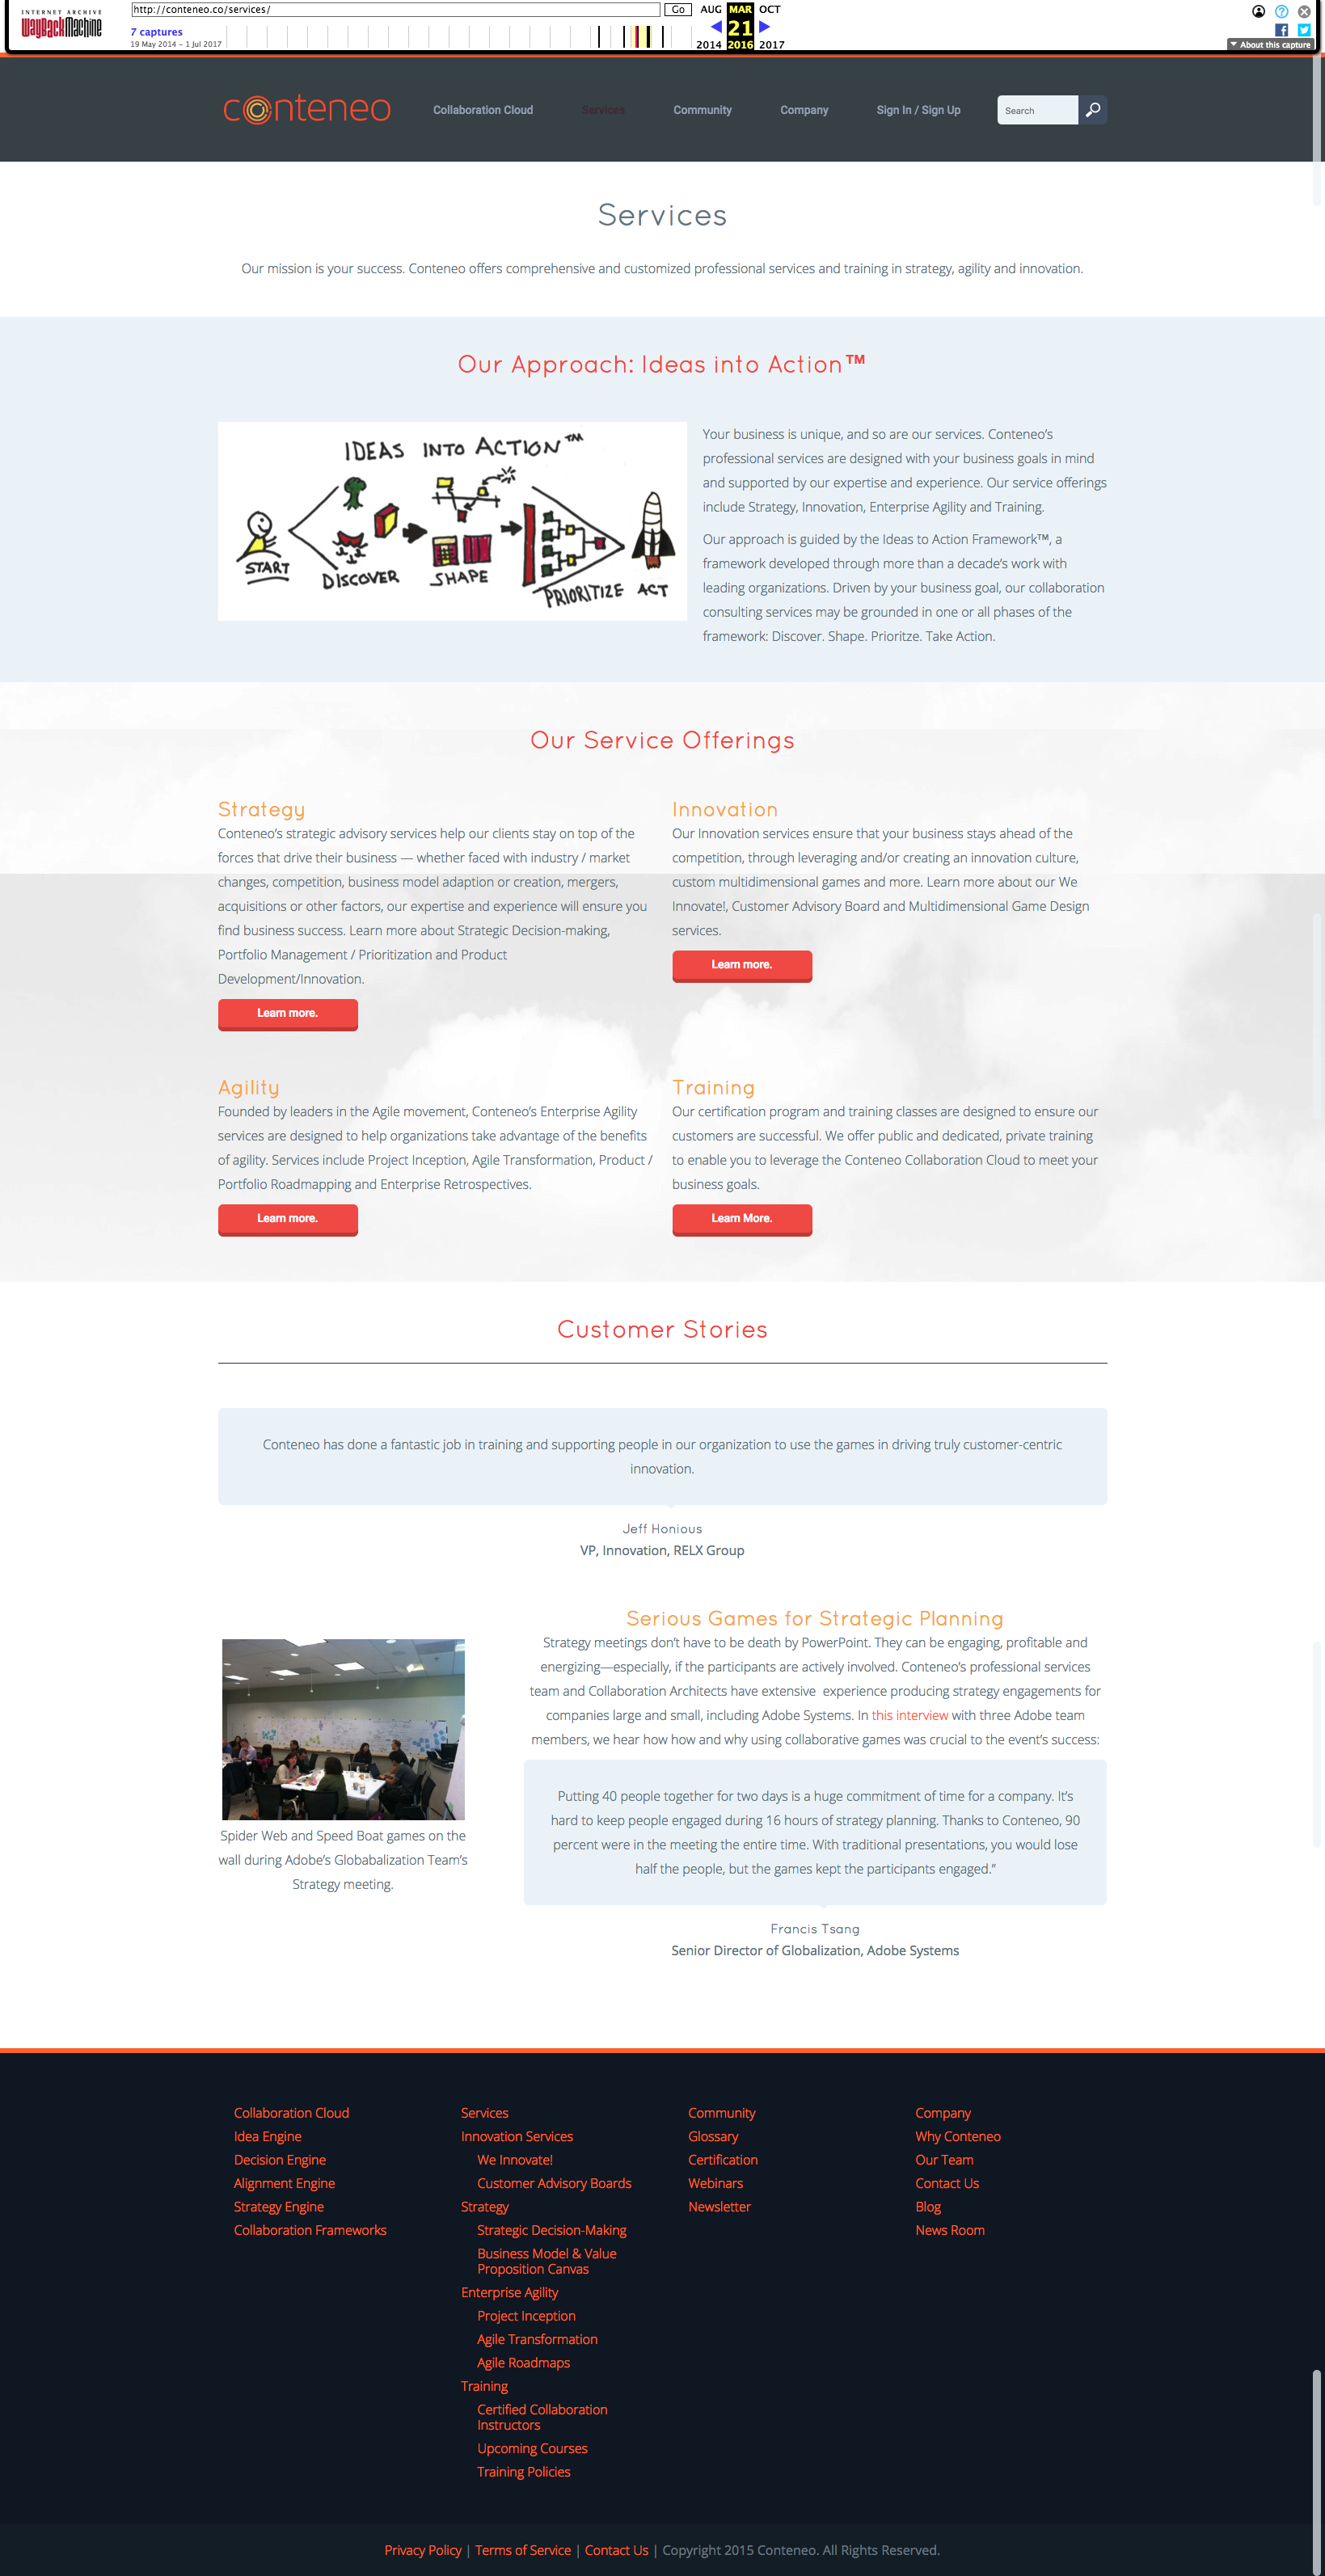 INTERNET ARCHIVE
WaybackMachine
http://conteneo.co/services/
Go
AUG MAR OCT
21
2014 2016 2017
7 captures
19 May 2014 – 1 Jul 2017
About this capture
conteneo
Collaboration Cloud
Services
Community
Company
Sign In / Sign Up
Search
Services
Our mission is your success. Conteneo offers comprehensive and customized professional services and training in strategy, agility and innovation.
Our Approach: Ideas into Action™
IDEAS INTO ACTION™
START
DISCOVER
SHAPE
PRIORITIZE
ACT
Your business is unique, and so are our services. Conteneo's
professional services are designed with your business goals in mind
and supported by our expertise and experience. Our service offerings
include Strategy, Innovation, Enterprise Agility and Training.
Our approach is guided by the Ideas to Action Framework™, a
framework developed through more than a decade's work with
leading organizations. Driven by your business goal, our collaboration
consulting services may be grounded in one or all phases of the
framework: Discover. Shape. Prioritze. Take Action.
Our Service Offerings
Strategy
Conteneo's strategic advisory services help our clients stay on top of the
forces that drive their business — whether faced with industry / market
changes, competition, business model adaption or creation, mergers,
acquisitions or other factors, our expertise and experience will ensure you
find business success. Learn more about Strategic Decision-making,
Portfolio Management / Prioritization and Product
Development/Innovation.
Learn more.
Innovation
Our Innovation services ensure that your business stays ahead of the
competition, through leveraging and/or creating an innovation culture,
custom multidimensional games and more. Learn more about our We
Innovate!, Customer Advisory Board and Multidimensional Game Design
services.
Learn more.
Agility
Founded by leaders in the Agile movement, Conteneo's Enterprise Agility
services are designed to help organizations take advantage of the benefits
of agility. Services include Project Inception, Agile Transformation, Product /
Portfolio Roadmapping and Enterprise Retrospectives.
Learn more.
Training
Our certification program and training classes are designed to ensure our
customers are successful. We offer public and dedicated, private training
to enable you to leverage the Conteneo Collaboration Cloud to meet your
business goals.
Learn More.
Customer Stories
Conteneo has done a fantastic job in training and supporting people in our organization to use the games in driving truly customer-centric
innovation.
Jeff Honious
VP, Innovation, RELX Group
Spider Web and Speed Boat games on the
wall during Adobe's Globabalization Team's
Strategy meeting.
Serious Games for Strategic Planning
Strategy meetings don't have to be death by PowerPoint. They can be engaging, profitable and
energizing—especially, if the participants are actively involved. Conteneo's professional services
team and Collaboration Architects have extensive experience producing strategy engagements for
companies large and small, including Adobe Systems. In this interview with three Adobe team
members, we hear how how and why using collaborative games was crucial to the event's success:
Putting 40 people together for two days is a huge commitment of time for a company. It's
hard to keep people engaged during 16 hours of strategy planning. Thanks to Conteneo, 90
percent were in the meeting the entire time. With traditional presentations, you would lose
half the people, but the games kept the participants engaged."
Francis Tsang
Senior Director of Globalization, Adobe Systems
Collaboration Cloud
Idea Engine
Decision Engine
Alignment Engine
Strategy Engine
Collaboration Frameworks
Services
Innovation Services
We Innovate!
Customer Advisory Boards
Strategy
Strategic Decision-Making
Business Model & Value
Proposition Canvas
Enterprise Agility
Project Inception
Agile Transformation
Agile Roadmaps
Training
Certified Collaboration
Instructors
Upcoming Courses
Training Policies
Community
Glossary
Certification
Webinars
Newsletter
Company
Why Conteneo
Our Team
Contact Us
Blog
News Room
Privacy Policy | Terms of Service | Contact Us | Copyright 2015 Conteneo. All Rights Reserved.